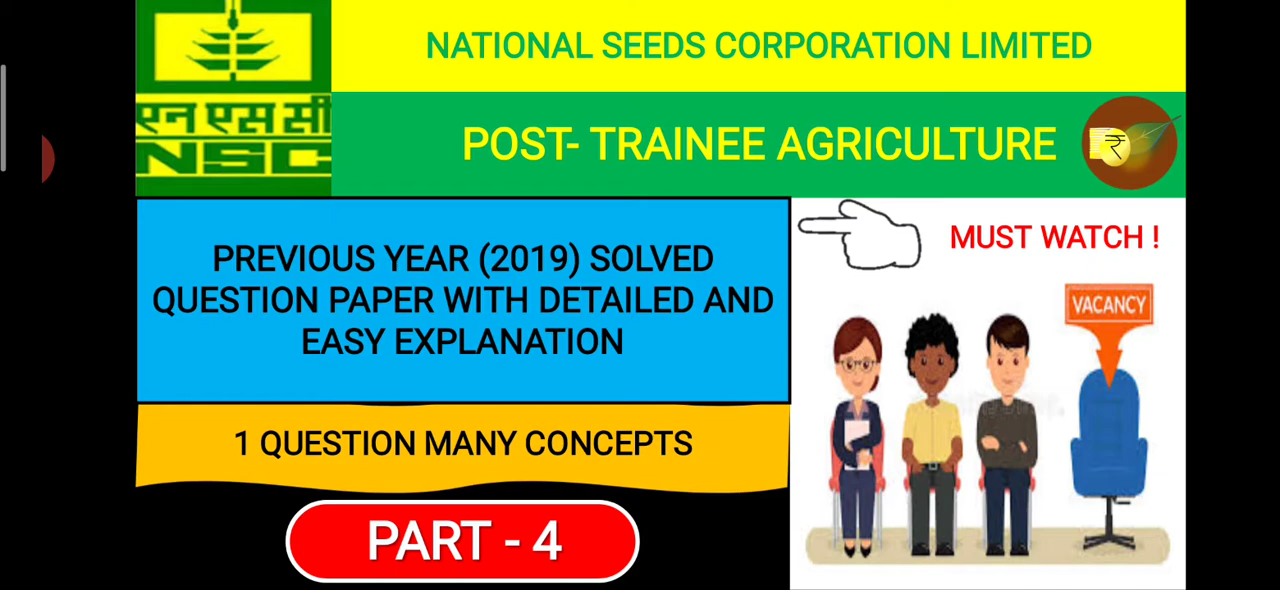 NATIONAL SEEDS CORPORATION LIMITED
एन एस सी
NSC
POST- TRAINEE AGRICULTURE
₹
PREVIOUS YEAR (2019) SOLVED
QUESTION PAPER WITH DETAILED AND
EASY EXPLANATION
MUST WATCH !
VACANCY
1 QUESTION MANY CONCEPTS
PART - 4